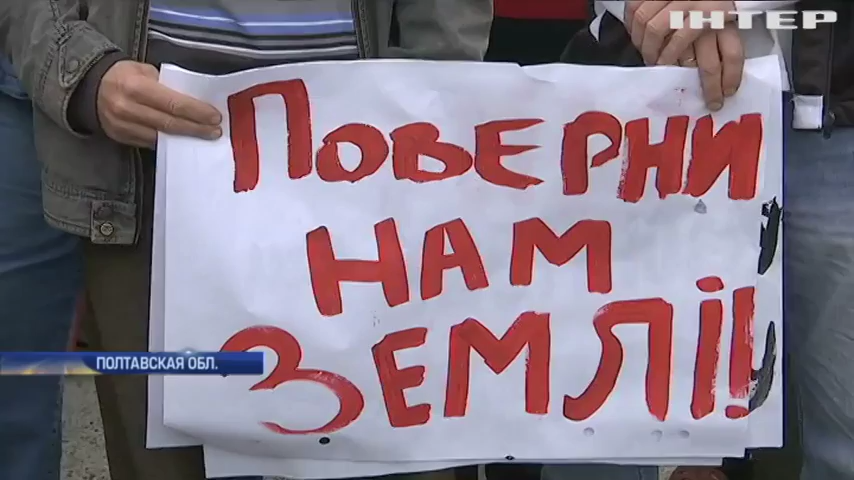 ІНТЕР
ПОВЕРНИ
НАМ
ЗЕМЛІ!
ПОЛТАВСКАЯ ОБЛ.